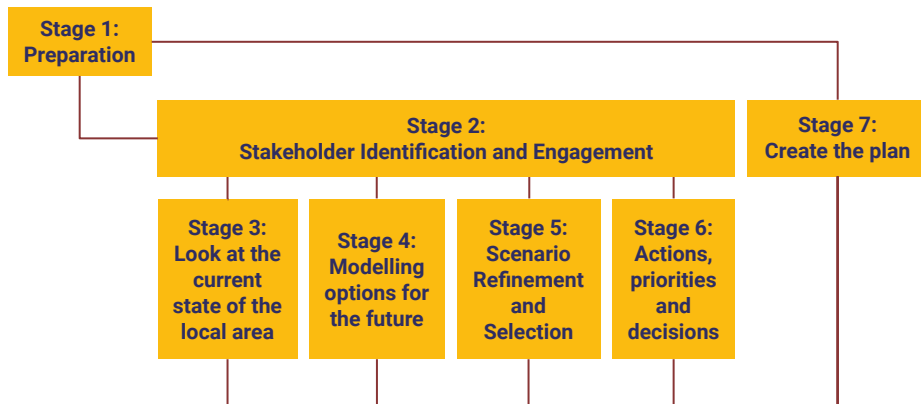 Stage 1:
Preparation
Stage 2:
Stakeholder Identification and Engagement
Stage 7:
Create the plan
Stage 3:
Look at the
current
state of the
local area
Stage 4:
Modelling
options for
the future
Stage 5:
Scenario
Refinement
and
Selection
Stage 6:
Actions,
priorities
and
decisions